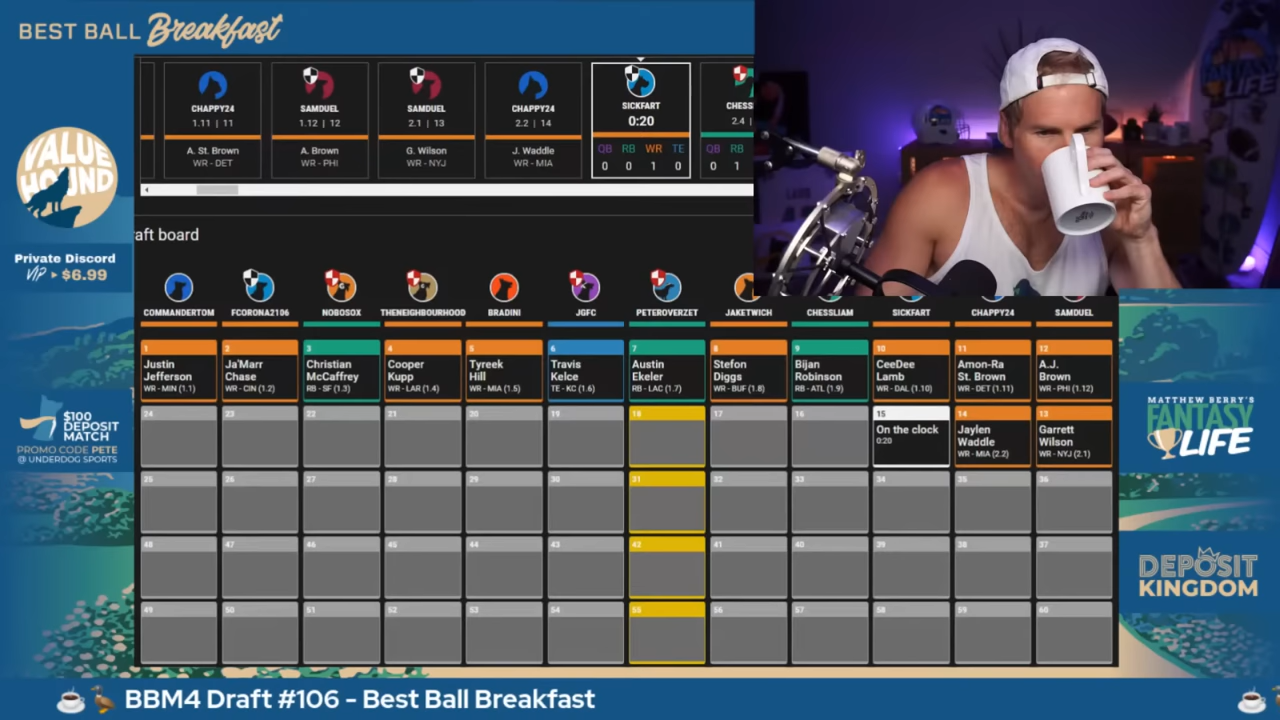 BEST BALL Breakfast
CHAPPY24
1.11 | 11
A. St. Brown
WR - DET
SAMDUEL
1.12 | 12
A. Brown
WR - PHI
SAMDUEL
2.1 | 13
G. Wilson
WR - NYJ
CHAPPY24
2.2 | 14
J. Waddle
WR - MIA
SICKFART
0:20
QB RB WR TE
0 0 1 0
CHESS
2.4 |
QB RB
0 1
VALUE
HOUND
Private Discord
VIP ▸ $6.99
$100
DEPOSIT
MATCH
PROMO CODE PETE
@ UNDERDOG SPORTS
raft board
COMMANDERTOM FCORONA2106 NOBOSOX THENEIGHBOURHOOD BRADINI JGFC PETEROVERZET JAKETWICH CHESSLIAM SICKFART CHAPPY24 SAMDUEL
1
Justin
Jefferson
WR - MIN (1.1)
2
Ja'Marr
Chase
WR - CIN (1.2)
3
Christian
McCaffrey
RB - SF (1.3)
4
Cooper
Kupp
WR - LAR (1.4)
5
Tyreek
Hill
WR - MIA (1.5)
6
Travis
Kelce
TE - KC (1.6)
7
Austin
Ekeler
RB - LAC (1.7)
8
Stefon
Diggs
WR - BUF (1.8)
9
Bijan
Robinson
RB - ATL (1.9)
10
CeeDee
Lamb
WR - DAL (1.10)
11
Amon-Ra
St. Brown
WR - DET (1.11)
12
A.J.
Brown
WR - PHI (1.12)
24 23 22 21 20 19 18 17 16
15
On the clock
0:20
14
Jaylen
Waddle
WR - MIA (2.2)
13
Garrett
Wilson
WR - NYJ (2.1)
25 26 27 28 29 30 31 32 33 34 35 36
48 47 46 45 44 43 42 41 40 39 38 37
49 50 51 52 53 54 55 56 57 58 59 60
MATTHEW BERRY'S
FANTASY
LIFE
DEPOSIT
KINGDOM
BBM4 Draft #106 - Best Ball Breakfast